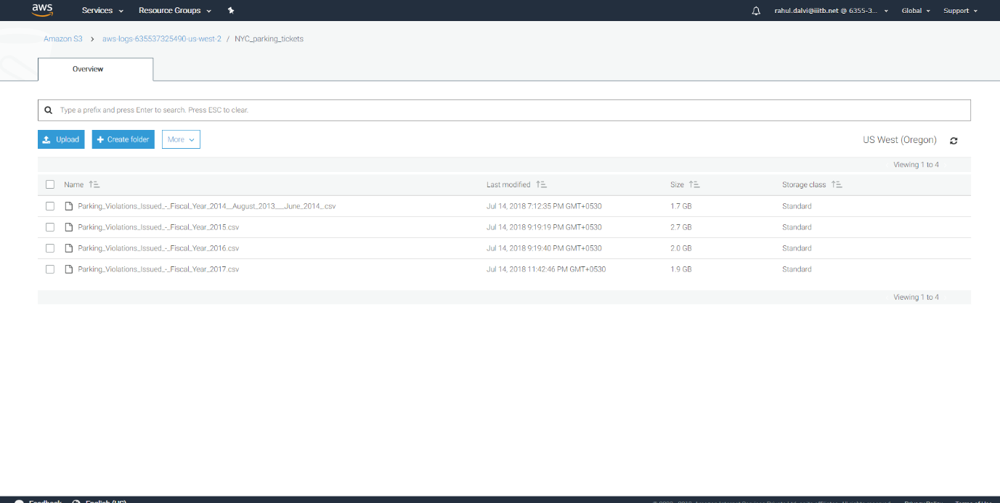 aws Services Resource Groups rahul.dalvi@iiitb.net @ 6355-3... Global Support
Amazon S3 > aws-logs-635537325490-us-west-2 / NYC_parking_tickets
Overview
Type a prefix and press Enter to search. Press ESC to clear.
Upload + Create folder More US West (Oregon)
Viewing 1 to 4
Name Last modified Size Storage class
Parking_Violations_Issued_-_Fiscal_Year_2014__August_2013___June_2014_.csv Jul 14, 2018 7:12:35 PM GMT+0530 1.7 GB Standard
Parking_Violations_Issued_-_Fiscal_Year_2015.csv Jul 14, 2018 9:19:19 PM GMT+0530 2.7 GB Standard
Parking_Violations_Issued_-_Fiscal_Year_2016.csv Jul 14, 2018 9:19:40 PM GMT+0530 2.0 GB Standard
Parking_Violations_Issued_-_Fiscal_Year_2017.csv Jul 14, 2018 11:42:46 PM GMT+0530 1.9 GB Standard
Viewing 1 to 4
Feedback English (US) Privacy Policy Terms of Use